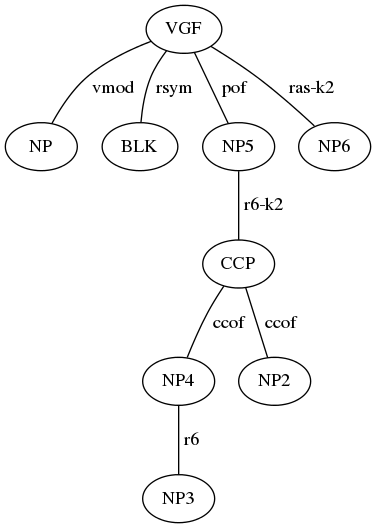 VGF
vmod rsym pof ras-k2
NP BLK NP5 NP6
r6-k2
CCP
ccof ccof
NP4 NP2
r6
NP3